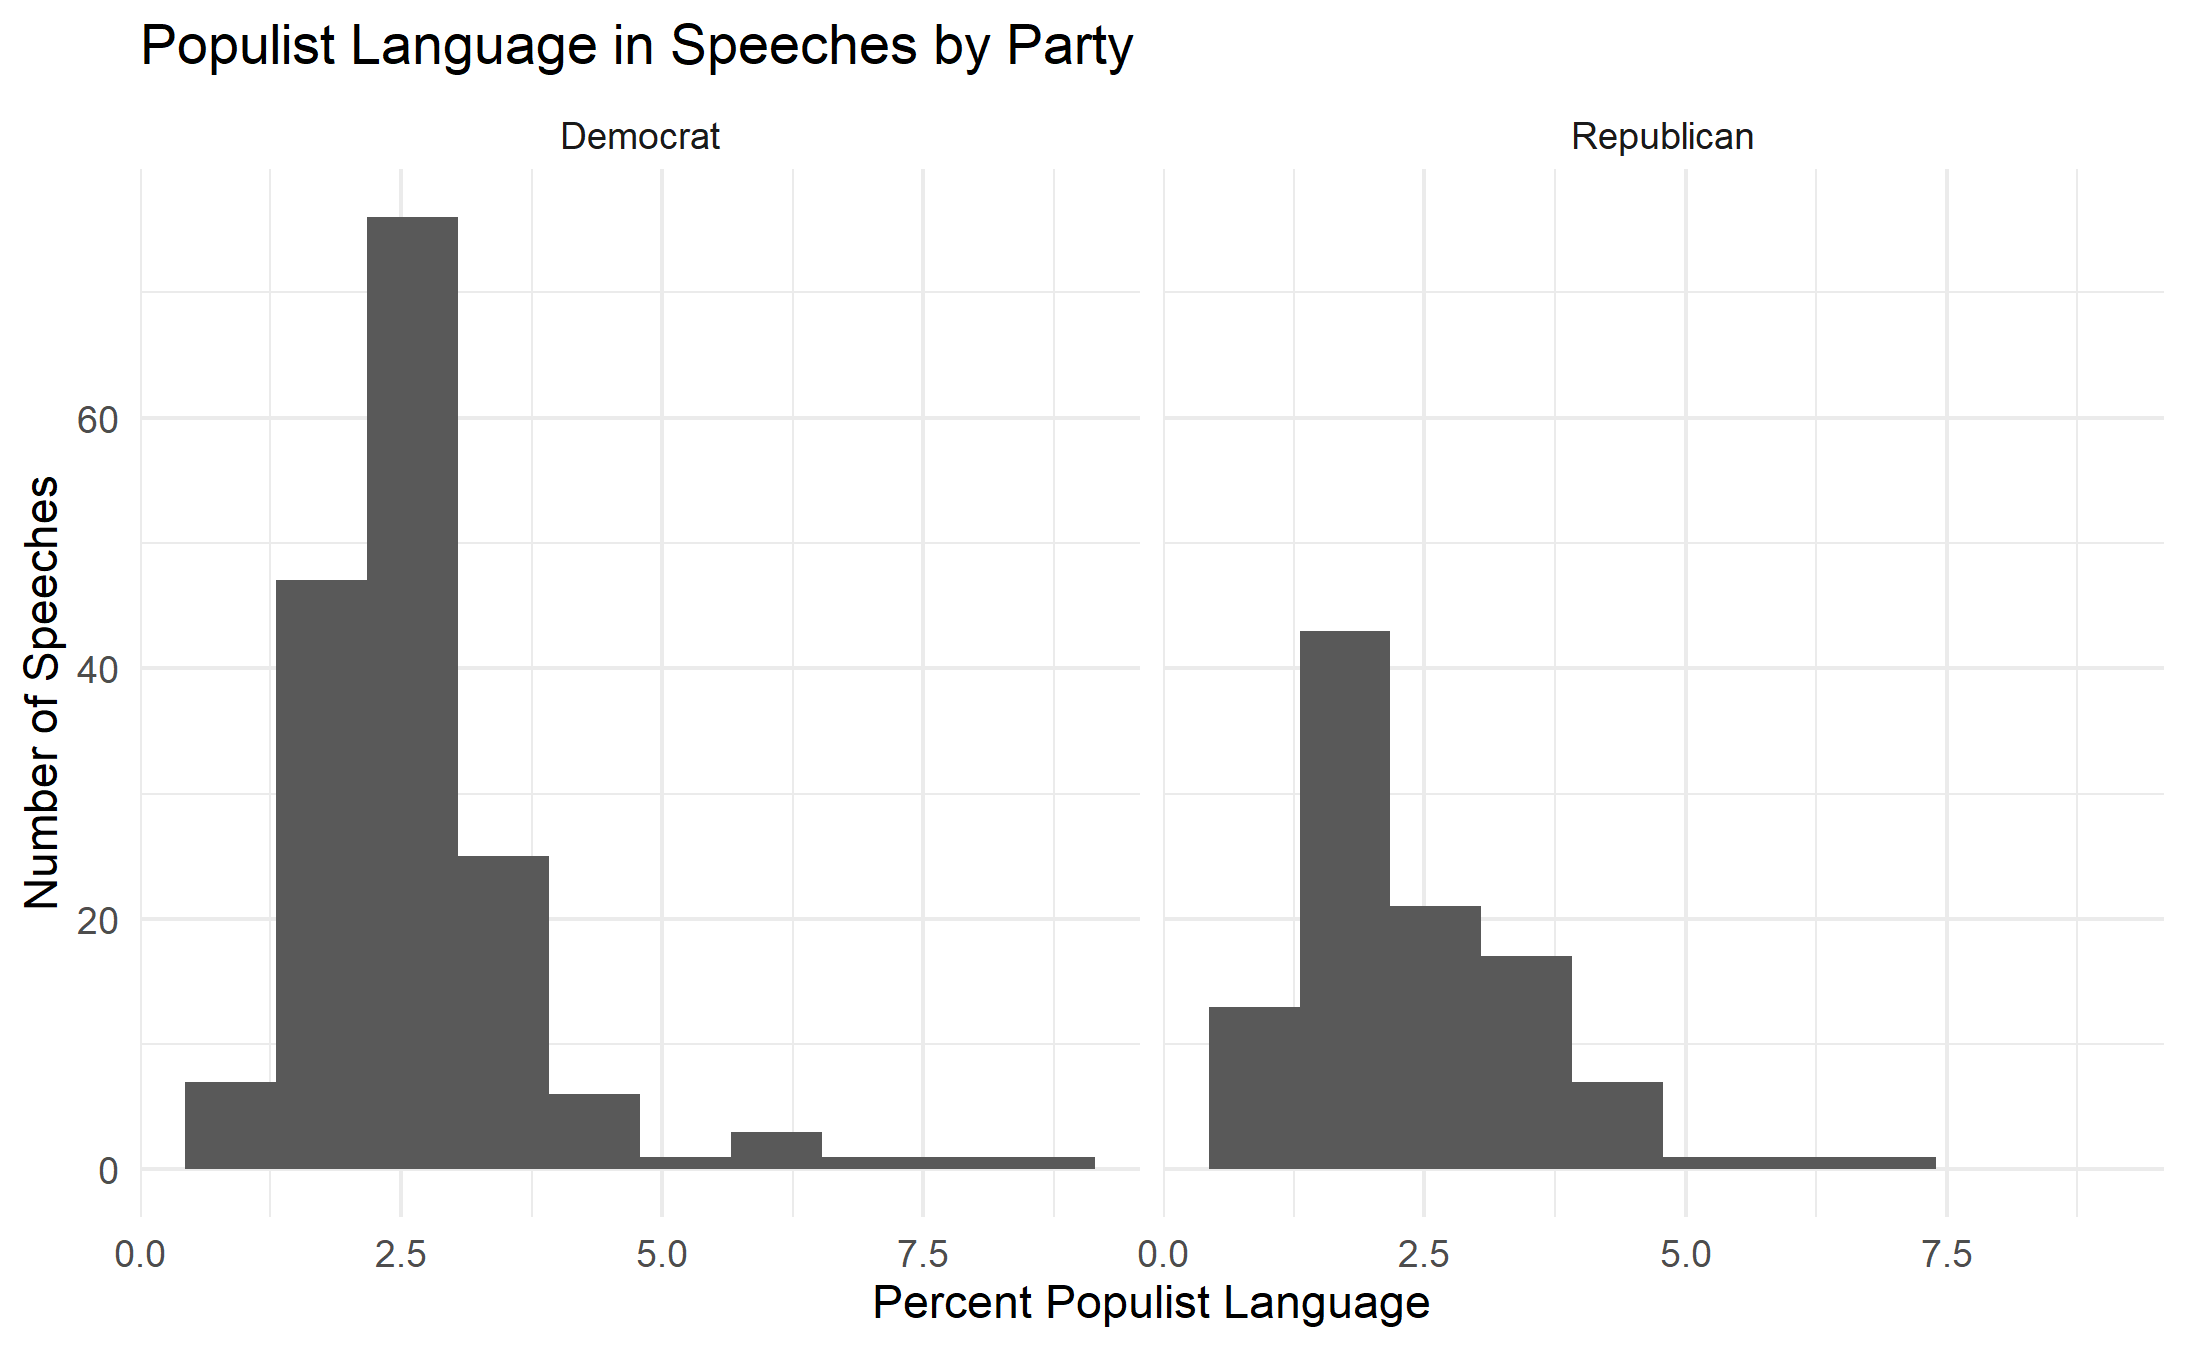 Populist Language in Speeches by Party
Democrat
Republican
Number of Speeches
60
40
20
0
0.0 2.5 5.0 7.5
0.0 2.5 5.0 7.5
Percent Populist Language